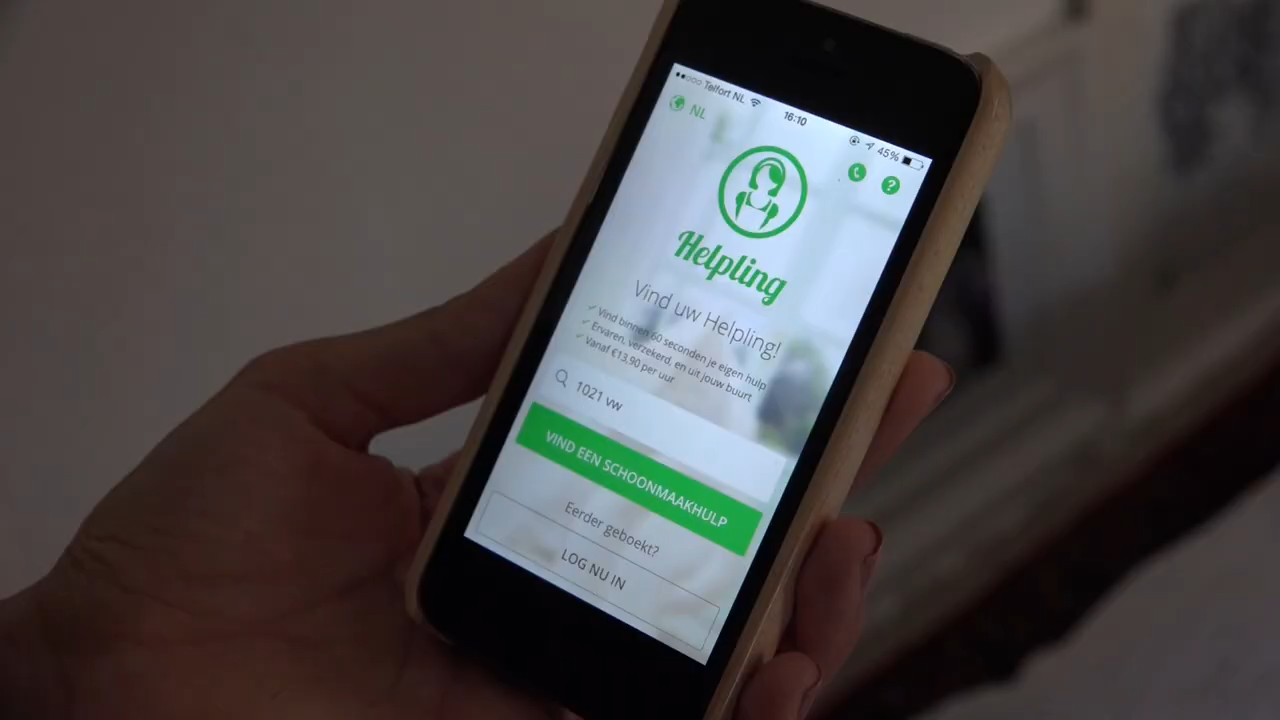 Telfort NL
16:10
45%
NL
?
Helpling
Vind uw Helpling!
Vind binnen 60 seconden je eigen hulp
Ervaren, verzekerd, en uit jouw buurt
Vanaf €13.90 per uur
1021 vw
VIND EEN SCHOONMAAKHULP
Eerder geboekt?
LOG NU IN